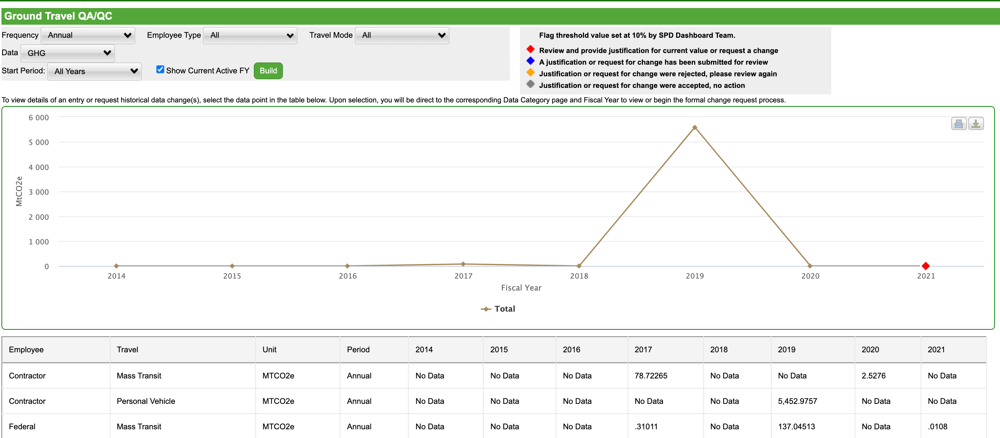 Ground Travel QA/QC
Frequency Annual Employee Type All Travel Mode All
Data GHG
Start Period: All Years Show Current Active FY Build
Flag threshold value set at 10% by SPD Dashboard Team.
Review and provide justification for current value or request a change
A justification or request for change has been submitted for review
Justification or request for change were rejected, please review again
Justification or request for change were accepted, no action
To view details of an entry or request historical data change(s), select the data point in the table below. Upon selection, you will be direct to the corresponding Data Category page and Fiscal Year to view or begin the formal change request process.
6 000
5 000
4 000
3 000
2 000
1 000
0
MtCO2e
2014 2015 2016 2017 2018 2019 2020 2021
Fiscal Year
Total
Employee Travel Unit Period 2014 2015 2016 2017 2018 2019 2020 2021
Contractor Mass Transit MTCO2e Annual No Data No Data No Data 78.72265 No Data No Data 2.5276 No Data
Contractor Personal Vehicle MTCO2e Annual No Data No Data No Data No Data No Data 5,452.9757 No Data No Data
Federal Mass Transit MTCO2e Annual No Data No Data No Data .31011 No Data 137.04513 No Data .0108